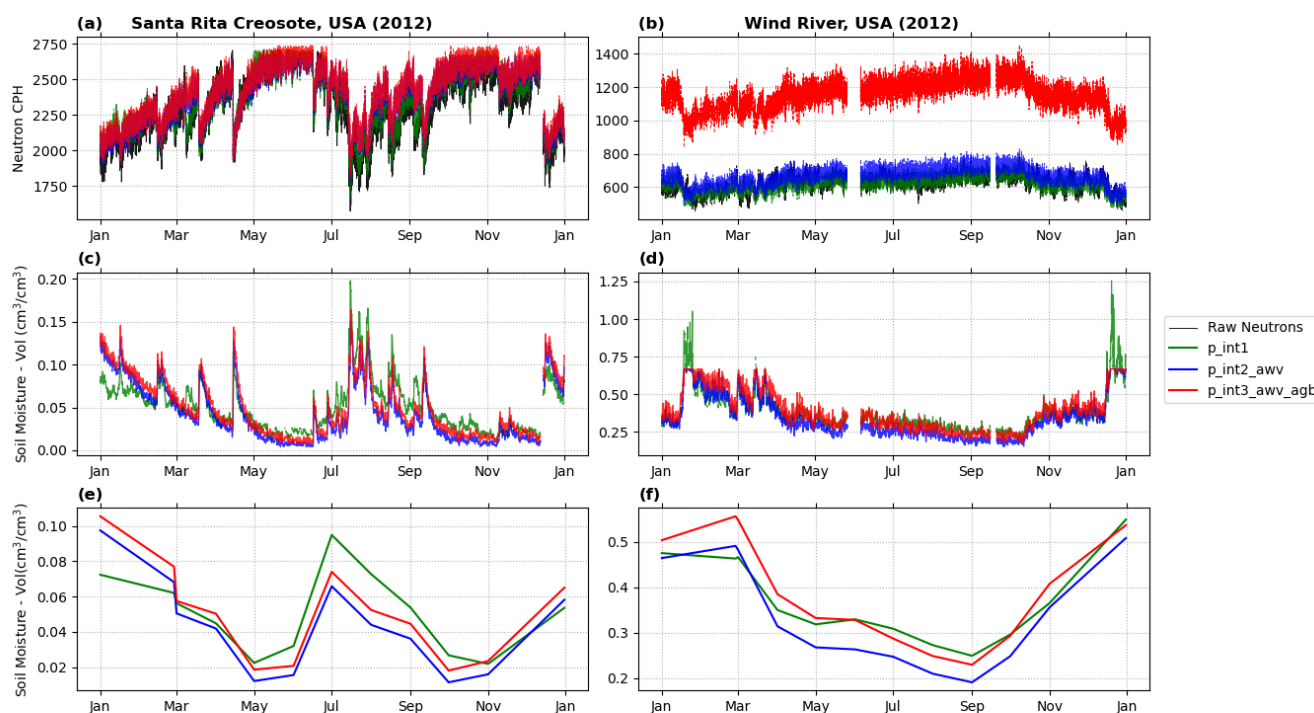 (a) Santa Rita Creosote, USA (2012)
(b) Wind River, USA (2012)
Neutron CPH
2750
2500
2250
2000
1750
Jan Mar May Jul Sep Nov Jan
1400
1200
1000
800
600
Jan Mar May Jul Sep Nov Jan
(c)
(d)
Soil Moisture - Vol (cm³/cm³)
0.20
0.15
0.10
0.05
0.00
Jan Mar May Jul Sep Nov Jan
1.25
1.00
0.75
0.50
0.25
Jan Mar May Jul Sep Nov Jan
Raw Neutrons
p_int1
p_int2_awv
p_int3_awv_agb
(e)
(f)
Soil Moisture - Vol(cm³/cm³)
0.10
0.08
0.06
0.04
0.02
Jan Mar May Jul Sep Nov Jan
0.5
0.4
0.3
0.2
Jan Mar May Jul Sep Nov Jan